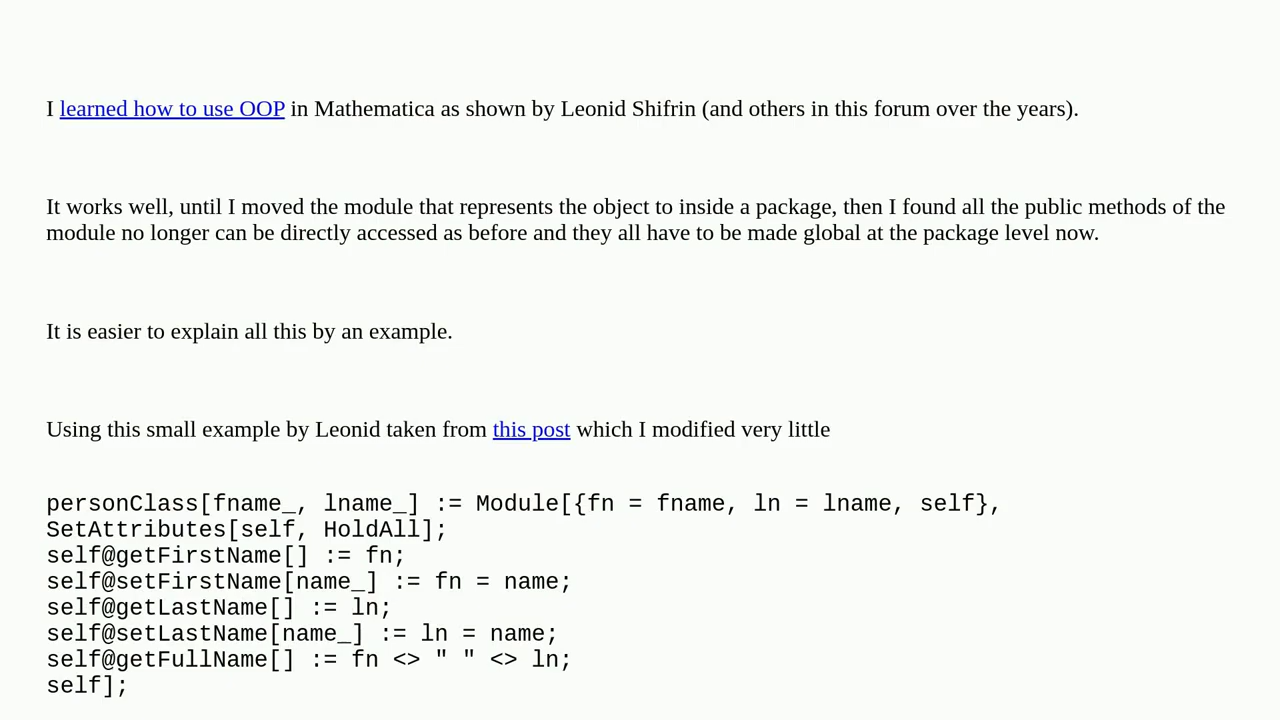 I learned how to use OOP in Mathematica as shown by Leonid Shifrin (and others in this forum over the years).
It works well, until I moved the module that represents the object to inside a package, then I found all the public methods of the
module no longer can be directly accessed as before and they all have to be made global at the package level now.
It is easier to explain all this by an example.
Using this small example by Leonid taken from this post which I modified very little
personClass[fname_, lname_] := Module[{fn = fname, ln = lname, self},
SetAttributes[self, HoldAll];
self@getFirstName[] := fn;
self@setFirstName[name_] := fn = name;
self@getLastName[] := ln;
self@setLastName[name_] := ln = name;
self@getFullName[] := fn <> " " <> ln;
self];